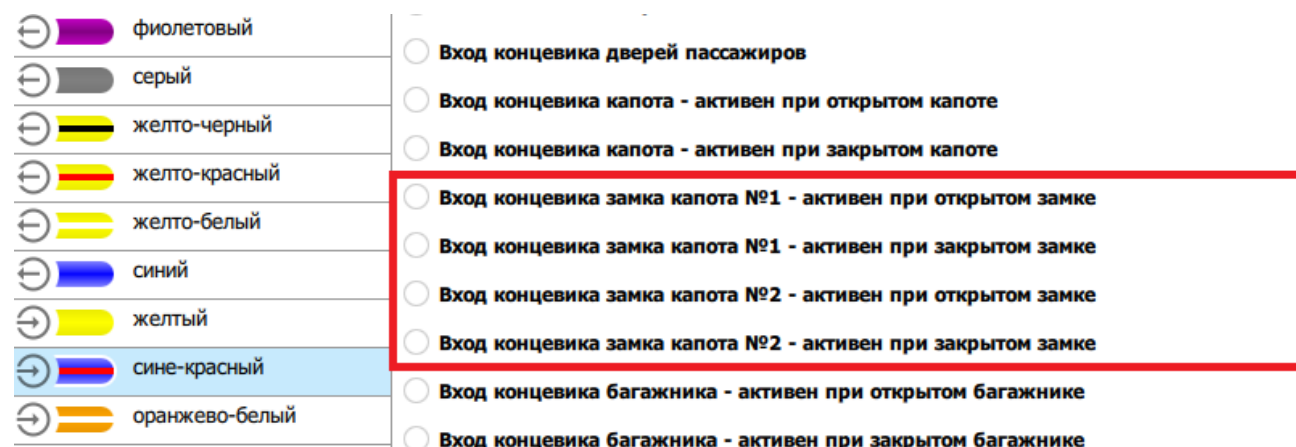 фиолетовый
серый
желто-черный
желто-красный
желто-белый
синий
желтый
сине-красный
оранжево-белый
Вход концевика дверей пассажиров
Вход концевика капота - активен при открытом капоте
Вход концевика капота - активен при закрытом капоте
Вход концевика замка капота №1 - активен при открытом замке
Вход концевика замка капота №1 - активен при закрытом замке
Вход концевика замка капота №2 - активен при открытом замке
Вход концевика замка капота №2 - активен при закрытом замке
Вход концевика багажника - активен при открытом багажнике
Вход концевика багажника - активен при закрытом багажнике